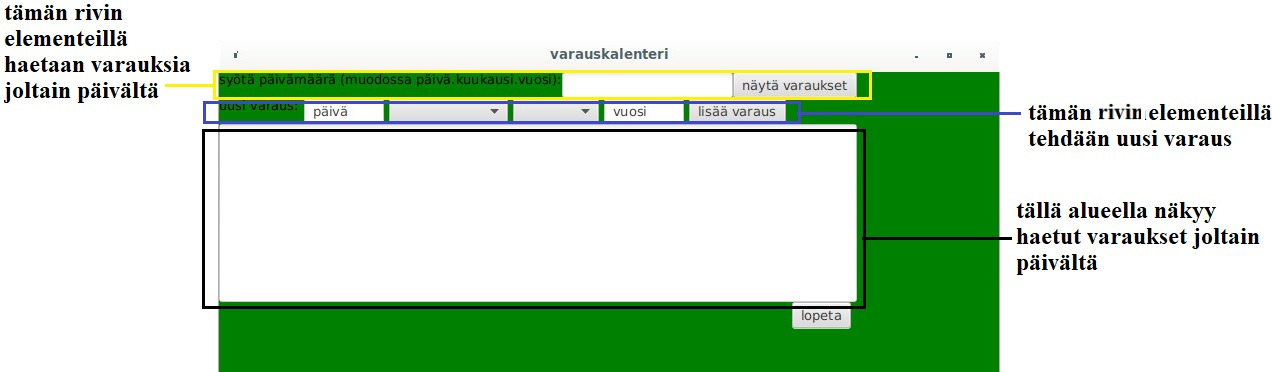 tämän rivin
elementeillä
haetaan varauksia
joltain päivältä
varauskalenteri
syötä päivämäärä (muodossa päivä.kuukausi.vuosi):
näytä varaukset
uusi varaus: päivä vuosi lisää varaus
tämän rivin elementeillä
tehdään uusi varaus
tällä alueella näkyy
haetut varaukset joltain
päivältä
lopeta